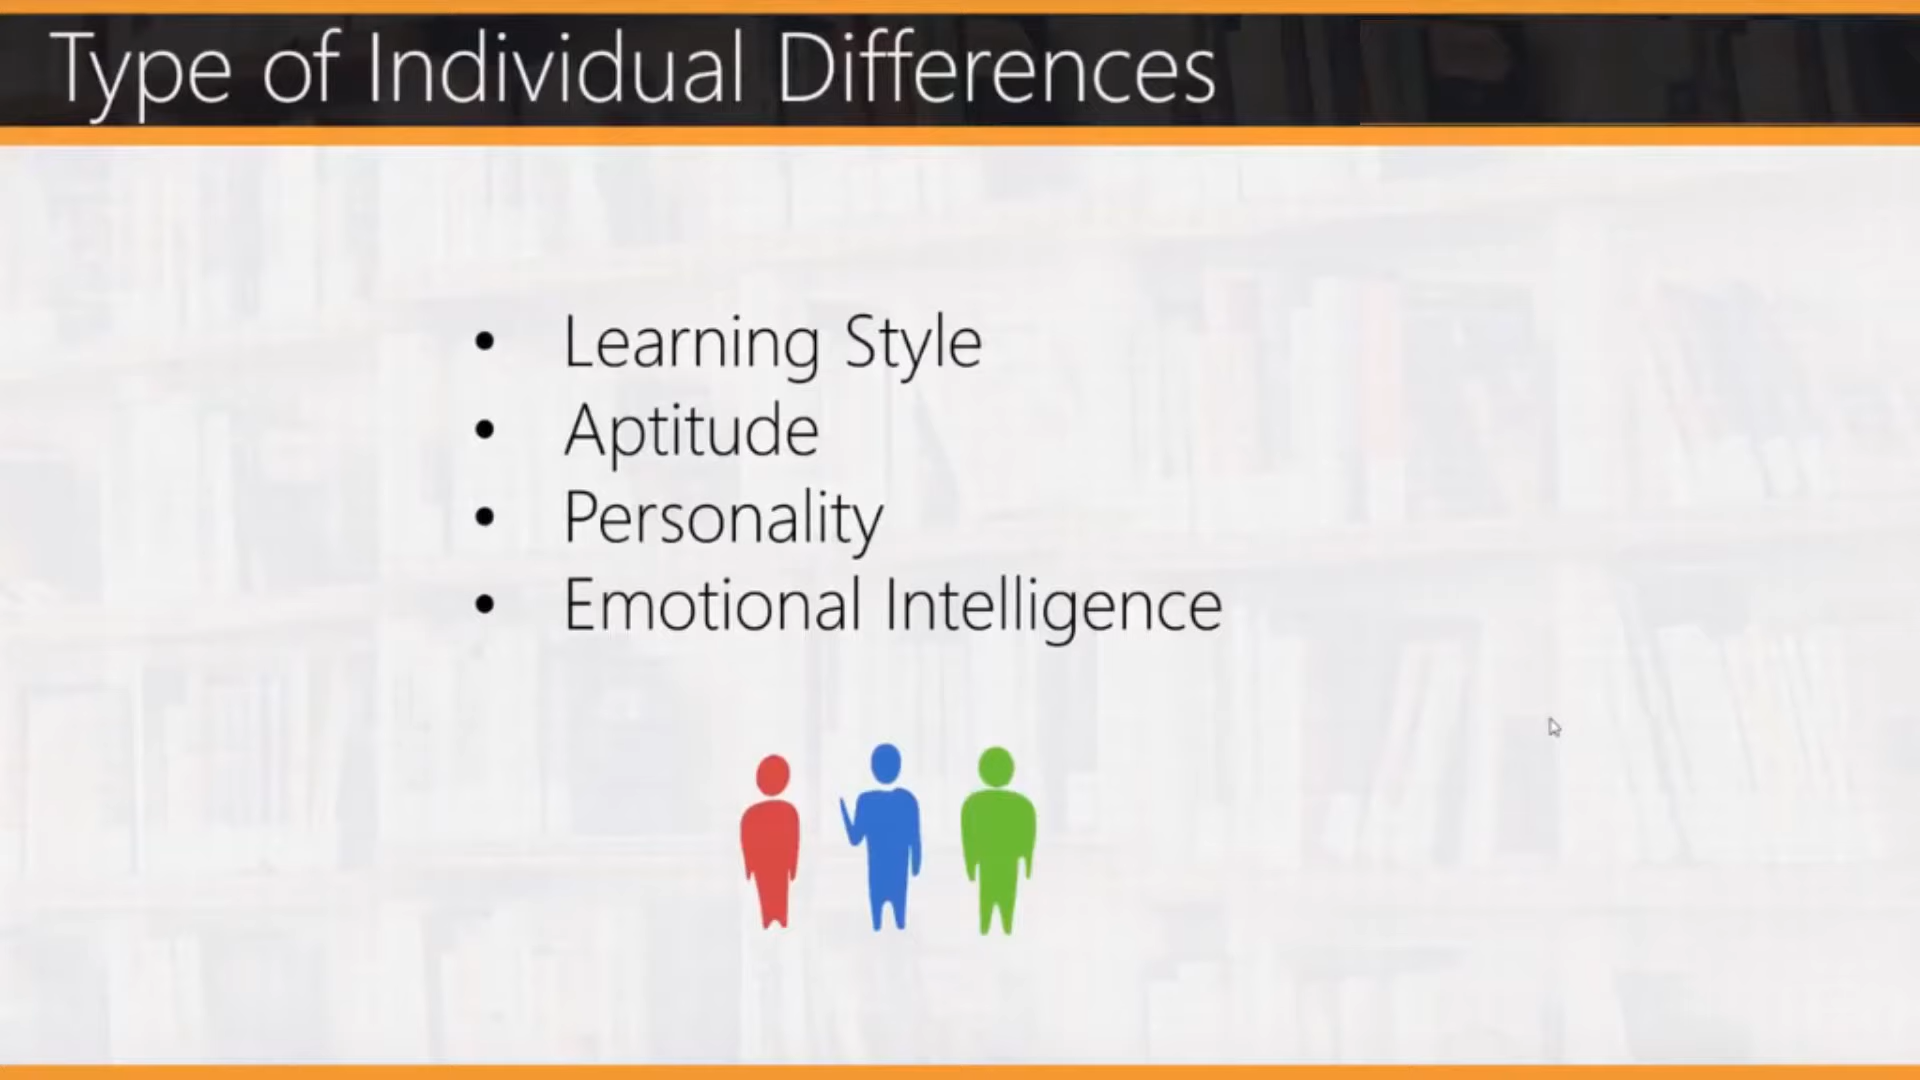 Type of Individual Differences
• Learning Style
• Aptitude
• Personality
• Emotional Intelligence